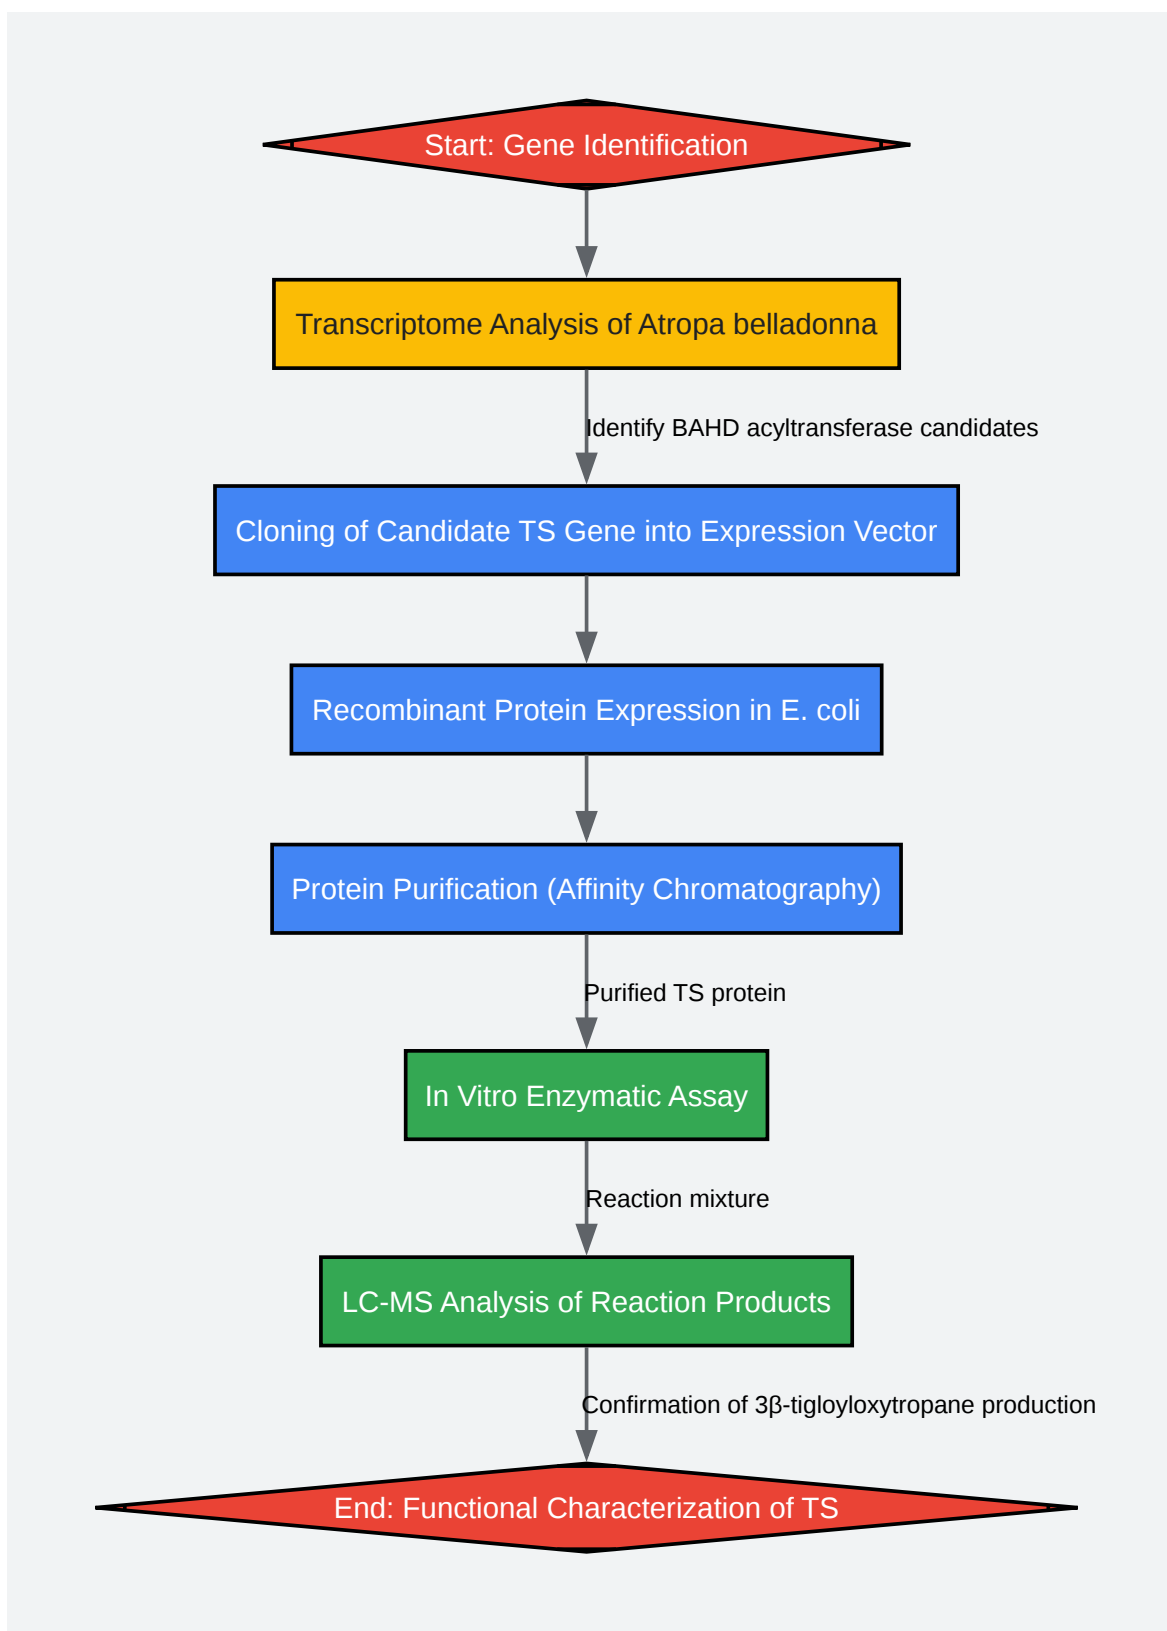 Start: Gene Identification
Transcriptome Analysis of Atropa belladonna
Identify BAHD acyltransferase candidates
Cloning of Candidate TS Gene into Expression Vector
Recombinant Protein Expression in E. coli
Protein Purification (Affinity Chromatography)
Purified TS protein
In Vitro Enzymatic Assay
Reaction mixture
LC-MS Analysis of Reaction Products
Confirmation of 3β-tigloyloxytropane production
End: Functional Characterization of TS